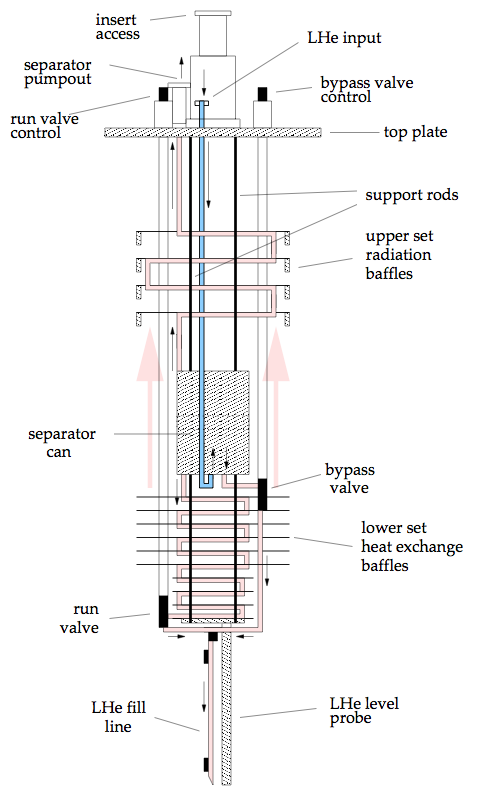 insert
access
LHe input
separator
pumpout
bypass valve
control
run valve
control
top plate
support rods
upper set
radiation
baffles
separator
can
bypass
valve
lower set
heat exchange
baffles
run
valve
LHe fill
line
LHe level
probe